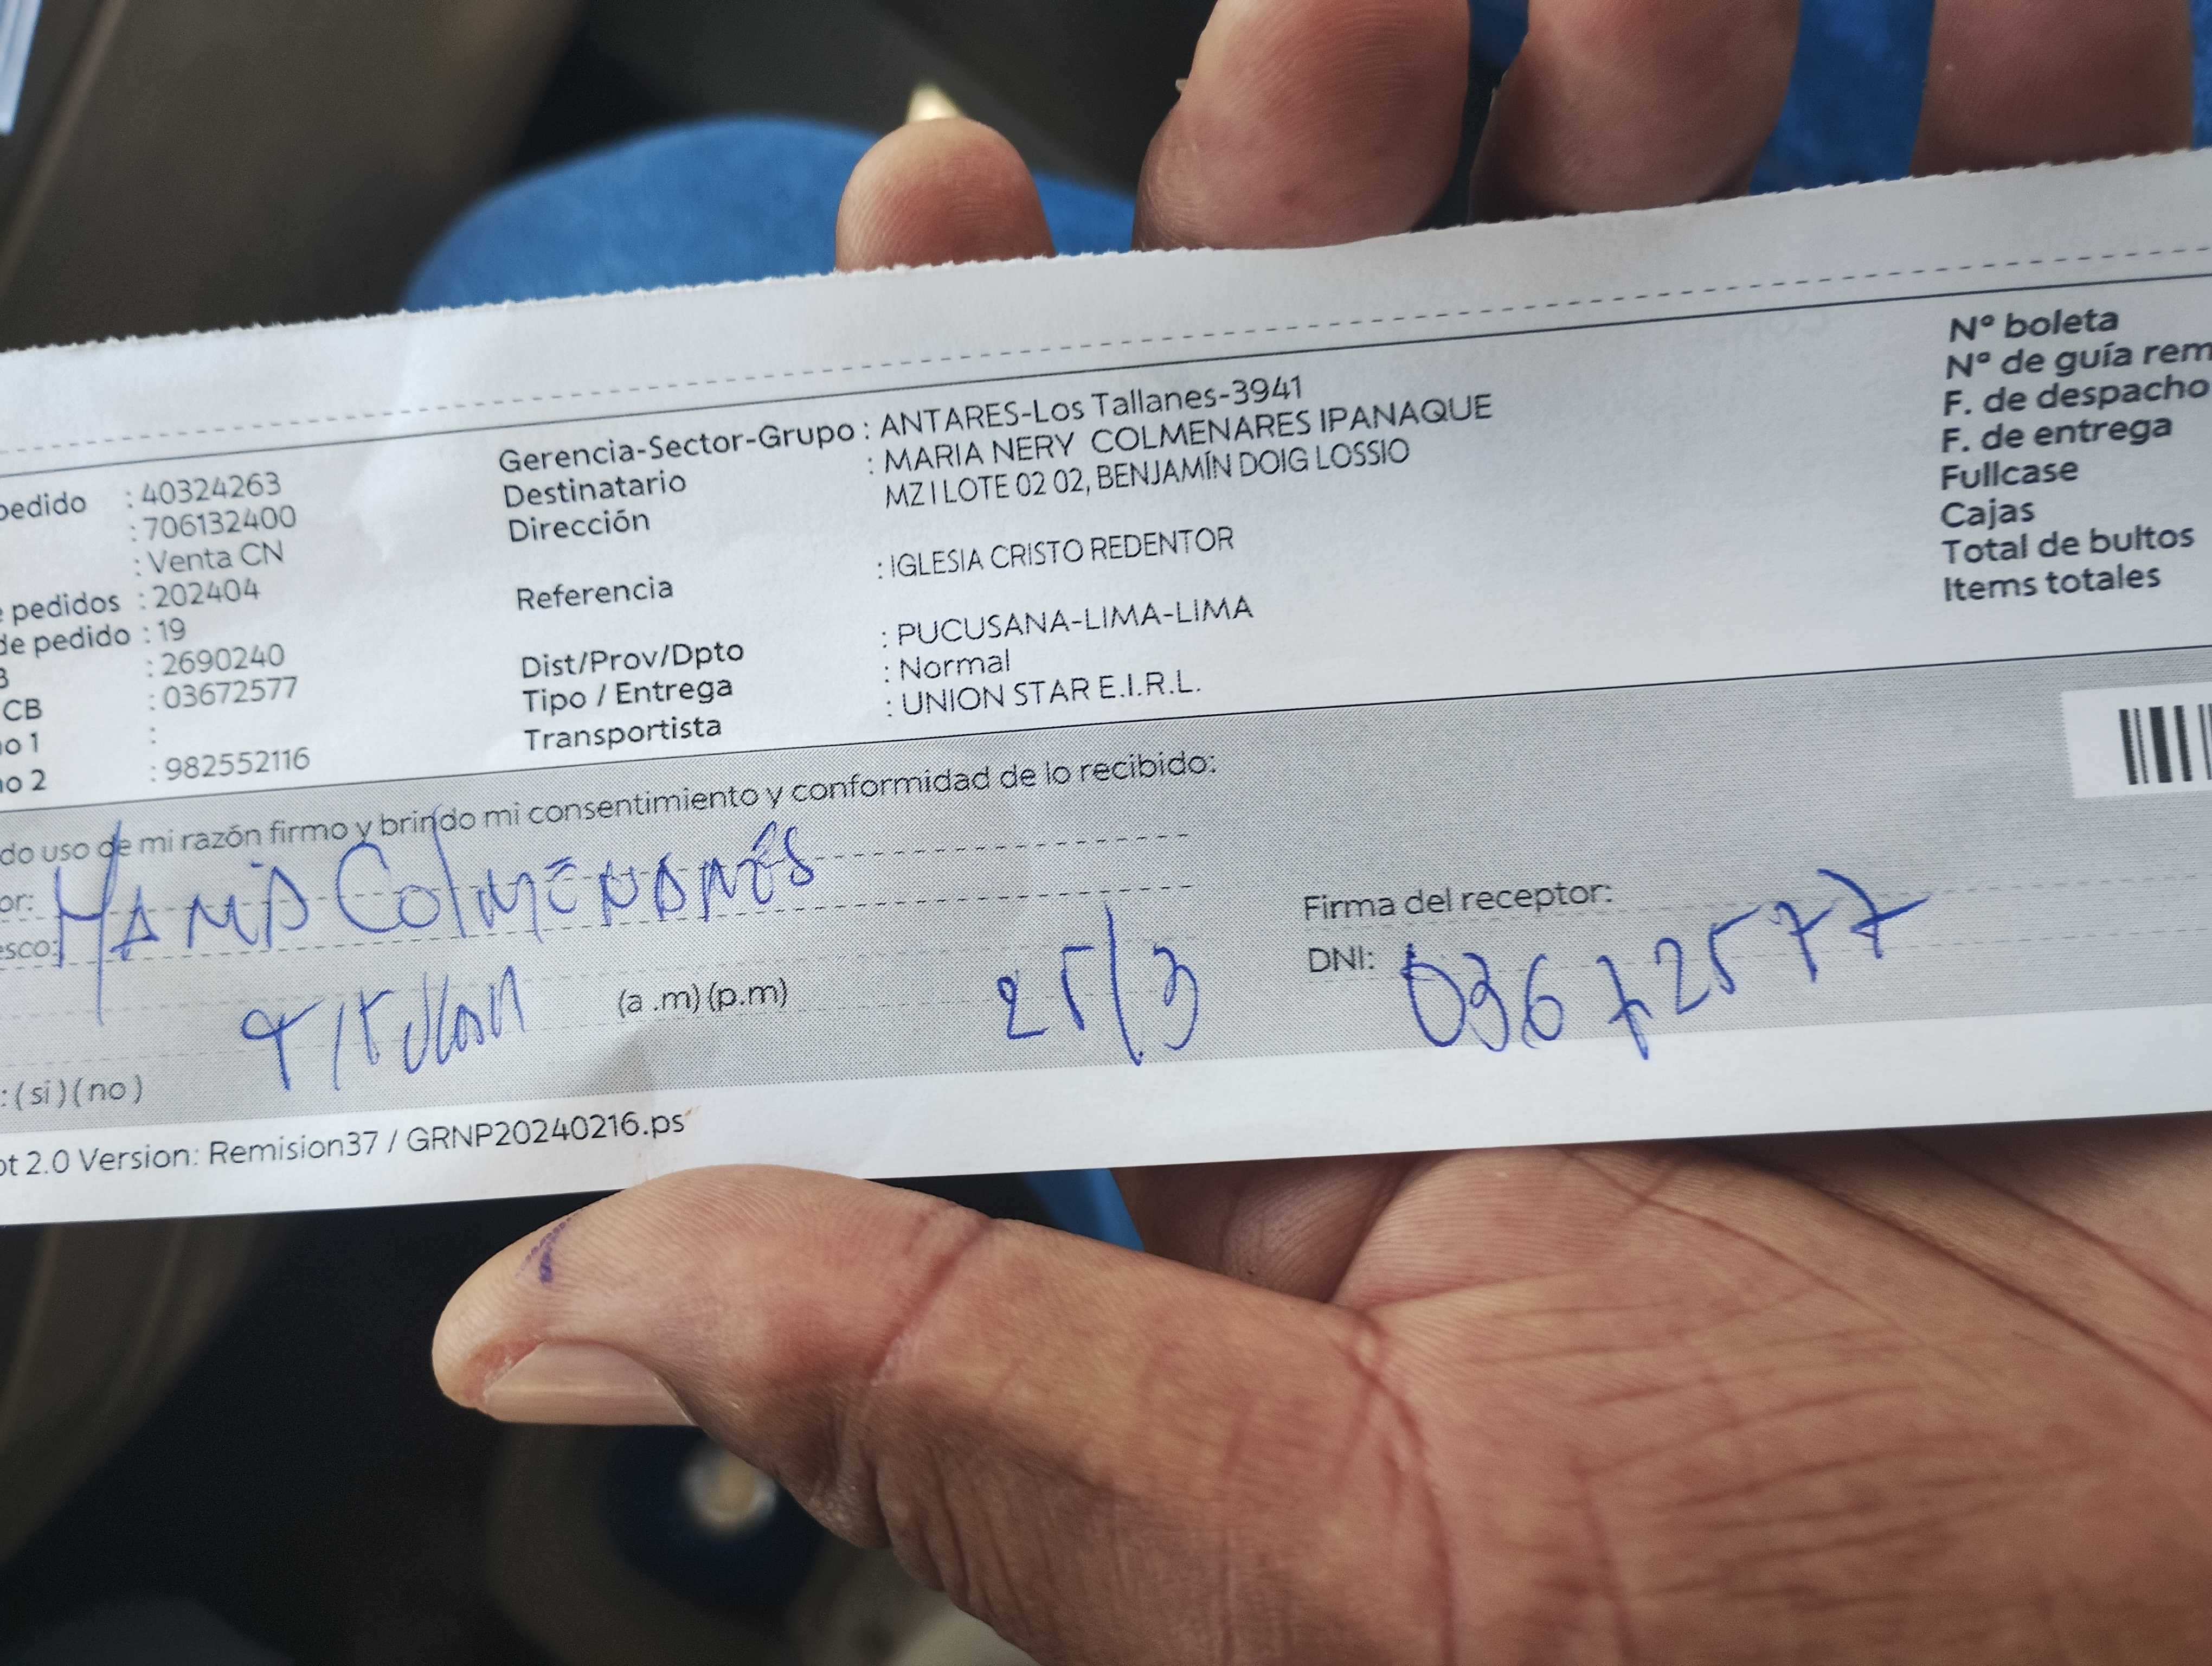 pedido : 40324263
: 706132400
: Venta CN
pedidos : 202404
de pedido : 19
: 2690240
CB : 03672577
o 1 :
o 2 : 982552116
Gerencia-Sector-Grupo : ANTARES-Los Tallanes-3941
Destinatario : MARIA NERY COLMENARES IPANAQUE
Dirección MZ I LOTE 02 02, BENJAMÍN DOIG LOSSIO
Referencia : IGLESIA CRISTO REDENTOR
Dist/Prov/Dpto : PUCUSANA-LIMA-LIMA
Tipo / Entrega : Normal
Transportista : UNION STAR E.I.R.L.
Nº boleta
Nº de guía rem
F. de despacho
F. de entrega
Fullcase
Cajas
Total de bultos
Items totales
do uso de mi razón firmo y brindo mi consentimiento y conformidad de lo recibido:
or: MARIA COlMENARES
esco:
(a .m) (p.m) 25/3
Firma del receptor:
DNI: 03672577
: ( si ) ( no )
pt 2.0 Version: Remision37 / GRNP20240216.ps